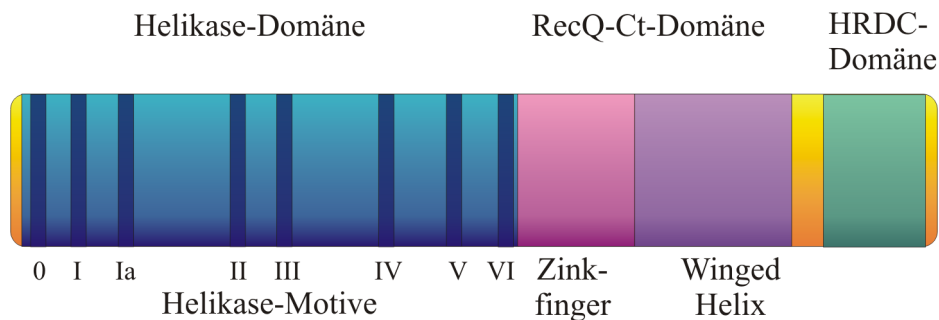 Helikase-Domäne
RecQ-Ct-Domäne
HRDC-
Domäne
0 I Ia II III IV V VI
Helikase-Motive
Zink-
finger
Winged
Helix